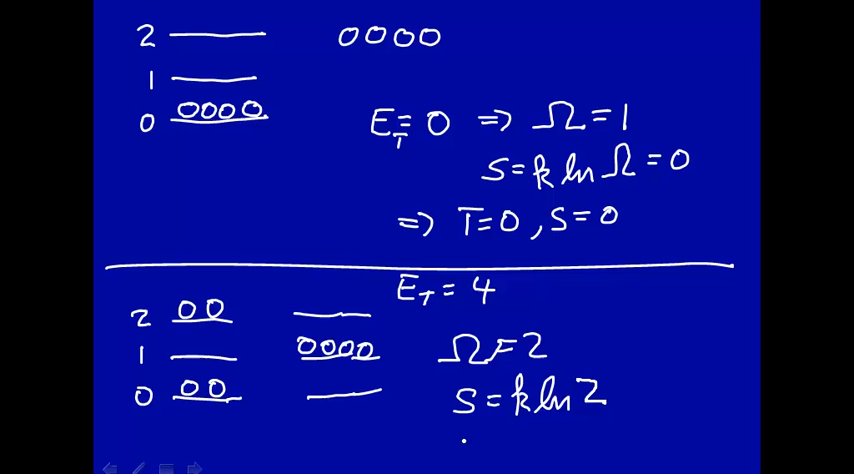 2 0000
1
0 0000
E_T = 0 ⇒ Ω = 1
S = k ln Ω = 0
⇒ T = 0, S = 0
E_T = 4
2 00
1 0000 Ω = 2
0 00 S = k ln 2